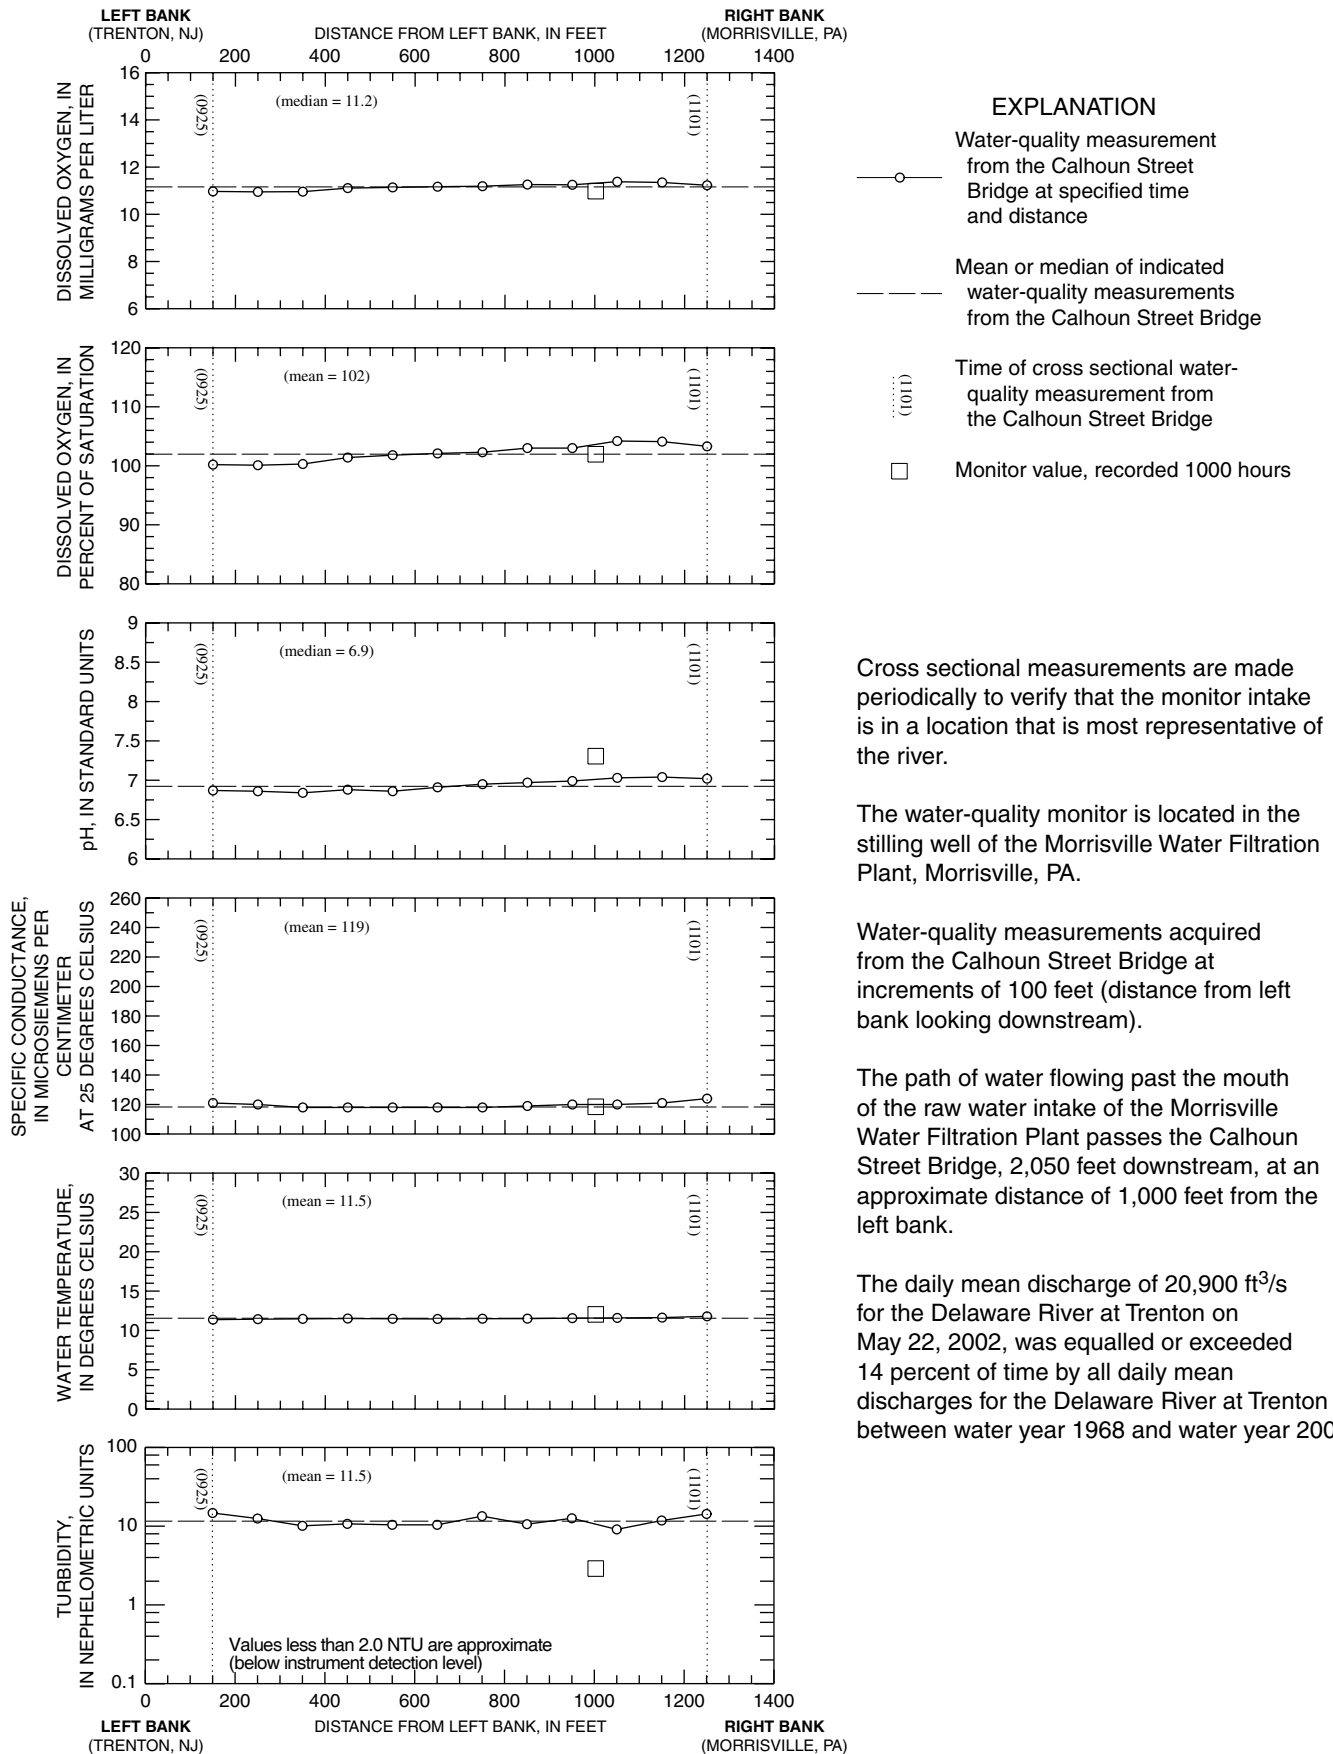 LEFT BANK
(TRENTON, NJ)
DISTANCE FROM LEFT BANK, IN FEET
RIGHT BANK
(MORRISVILLE, PA)
0 200 400 600 800 1000 1200 1400
DISSOLVED OXYGEN, IN
MILLIGRAMS PER LITER
16
14
12
10
8
6
(0925)
(median = 11.2)
(1101)
DISSOLVED OXYGEN, IN
PERCENT OF SATURATION
120
110
100
90
80
(0925)
(mean = 102)
(1101)
pH, IN STANDARD UNITS
9
8.5
8
7.5
7
6.5
6
(0925)
(median = 6.9)
(1101)
SPECIFIC CONDUCTANCE,
IN MICROSIEMENS PER
CENTIMETER
AT 25 DEGREES CELSIUS
260
240
220
200
180
160
140
120
100
(0925)
(mean = 119)
(1101)
WATER TEMPERATURE,
IN DEGREES CELSIUS
30
25
20
15
10
5
0
(0925)
(mean = 11.5)
(1101)
TURBIDITY,
IN NEPHELOMETRIC UNITS
100
10
1
0.1
(0925)
(mean = 11.5)
(1101)
Values less than 2.0 NTU are approximate
(below instrument detection level)
0 200 400 600 800 1000 1200 1400
LEFT BANK
(TRENTON, NJ)
DISTANCE FROM LEFT BANK, IN FEET
RIGHT BANK
(MORRISVILLE, PA)
EXPLANATION
Water-quality measurement
from the Calhoun Street
Bridge at specified time
and distance
Mean or median of indicated
water-quality measurements
from the Calhoun Street Bridge
(1101)
Time of cross sectional water-
quality measurement from
the Calhoun Street Bridge
Monitor value, recorded 1000 hours
Cross sectional measurements are made
periodically to verify that the monitor intake
is in a location that is most representative of
the river.
The water-quality monitor is located in the
stilling well of the Morrisville Water Filtration
Plant, Morrisville, PA.
Water-quality measurements acquired
from the Calhoun Street Bridge at
increments of 100 feet (distance from left
bank looking downstream).
The path of water flowing past the mouth
of the raw water intake of the Morrisville
Water Filtration Plant passes the Calhoun
Street Bridge, 2,050 feet downstream, at an
approximate distance of 1,000 feet from the
left bank.
The daily mean discharge of 20,900 ft³/s
for the Delaware River at Trenton on
May 22, 2002, was equalled or exceeded
14 percent of time by all daily mean
discharges for the Delaware River at Trenton
between water year 1968 and water year